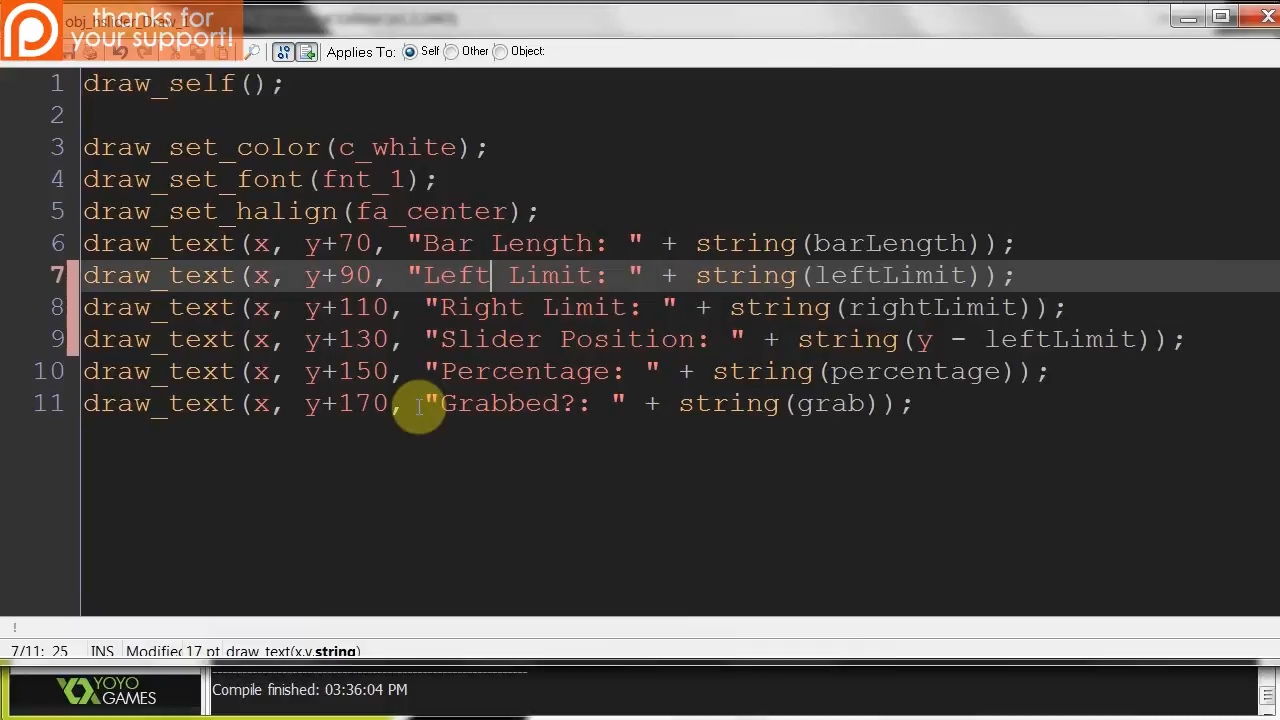 thanks for
your support!
obj_hslider_Draw_1
Applies To: Self Other Object:
1 draw_self();
2
3 draw_set_color(c_white);
4 draw_set_font(fnt_1);
5 draw_set_halign(fa_center);
6 draw_text(x, y+70, "Bar Length: " + string(barLength));
7 draw_text(x, y+90, "Left Limit: " + string(leftLimit));
8 draw_text(x, y+110, "Right Limit: " + string(rightLimit));
9 draw_text(x, y+130, "Slider Position: " + string(y - leftLimit));
10 draw_text(x, y+150, "Percentage: " + string(percentage));
11 draw_text(x, y+170, "Grabbed?: " + string(grab));
!
7/11: 25 INS Modified 17 pt draw_text(x,y,string)
YOYO
GAMES
Compile finished: 03:36:04 PM